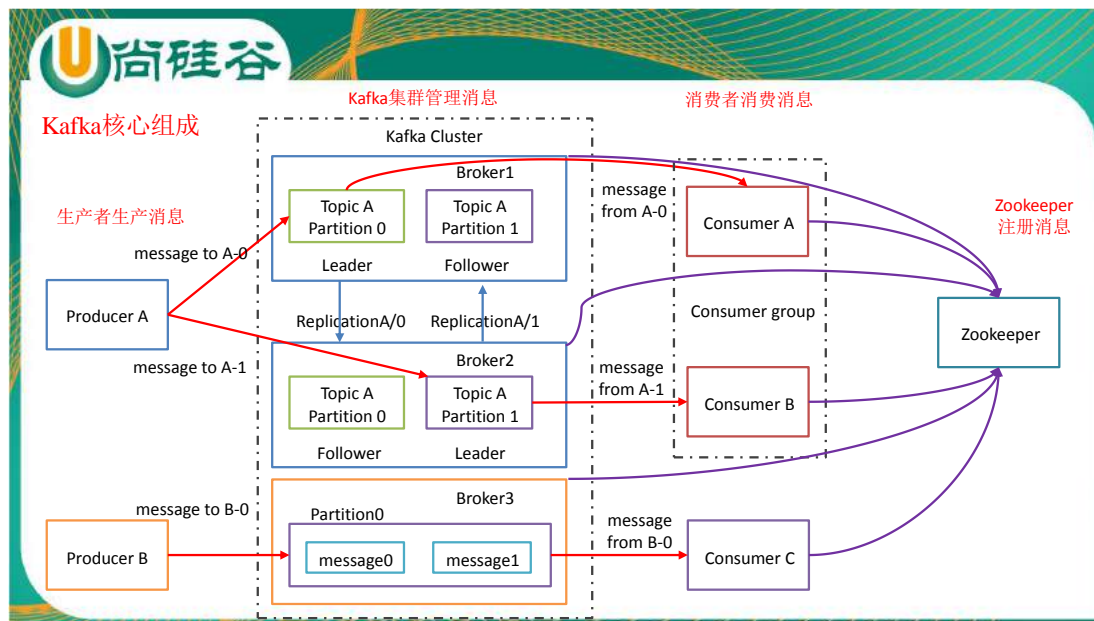 尚硅谷
Kafka核心组成
Kafka集群管理消息
消费者消费消息
生产者生产消息
Zookeeper
注册消息
Kafka Cluster
Broker1
Topic A
Partition 0
Topic A
Partition 1
Leader
Follower
message to A-0
Producer A
message to A-1
ReplicationA/0
ReplicationA/1
Broker2
Topic A
Partition 0
Topic A
Partition 1
Follower
Leader
message
from A-0
Consumer A
Consumer group
message
from A-1
Consumer B
Zookeeper
message to B-0
Producer B
Broker3
Partition0
message0
message1
message
from B-0
Consumer C